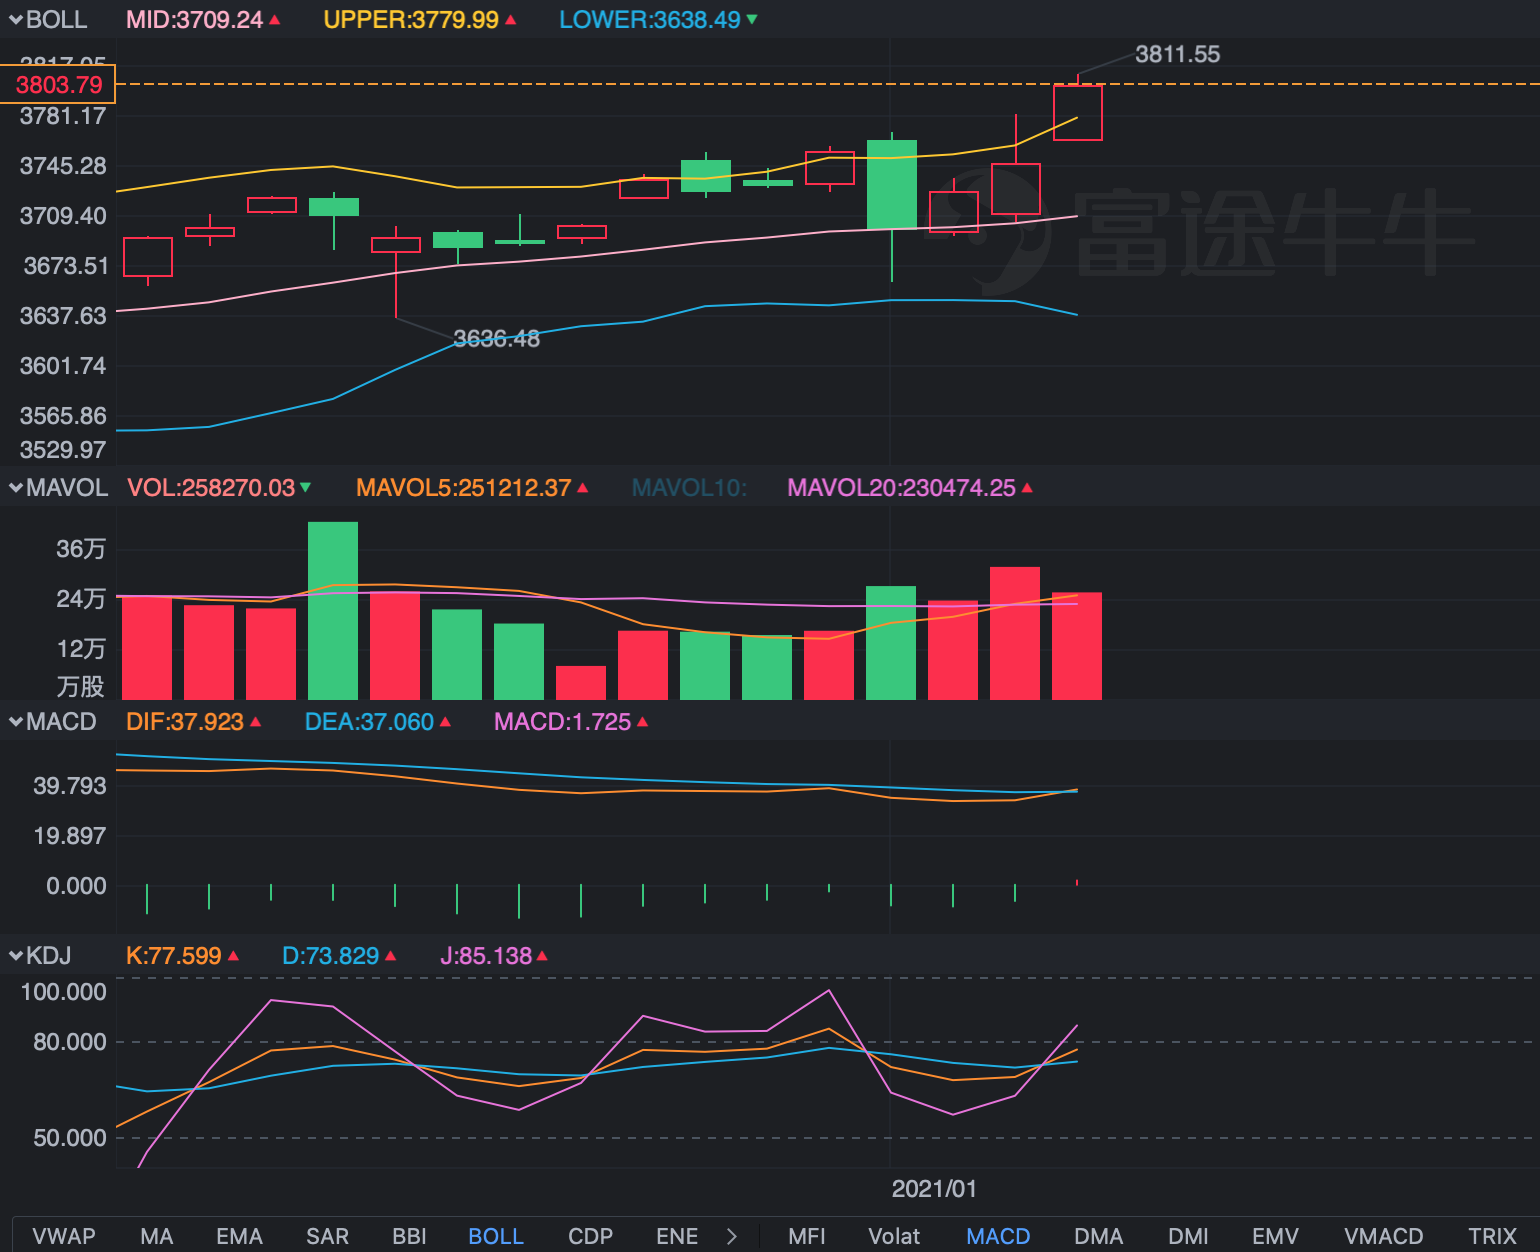 BOLL MID:3709.24 UPPER:3779.99 LOWER:3638.49
3811.55
3817.05
3803.79
3781.17
3745.28
3709.40
富途牛牛
3673.51
3637.63
3636.48
3601.74
3565.86
3529.97
MAVOL VOL:258270.03 MAVOL5:251212.37 MAVOL10: MAVOL20:230474.25
36万
24万
12万
万股
MACD DIF:37.923 DEA:37.060 MACD:1.725
39.793
19.897
0.000
KDJ K:77.599 D:73.829 J:85.138
100.000
80.000
50.000
2021/01
VWAP MA EMA SAR BBI BOLL CDP ENE MFI Volat MACD DMA DMI EMV VMACD TRIX